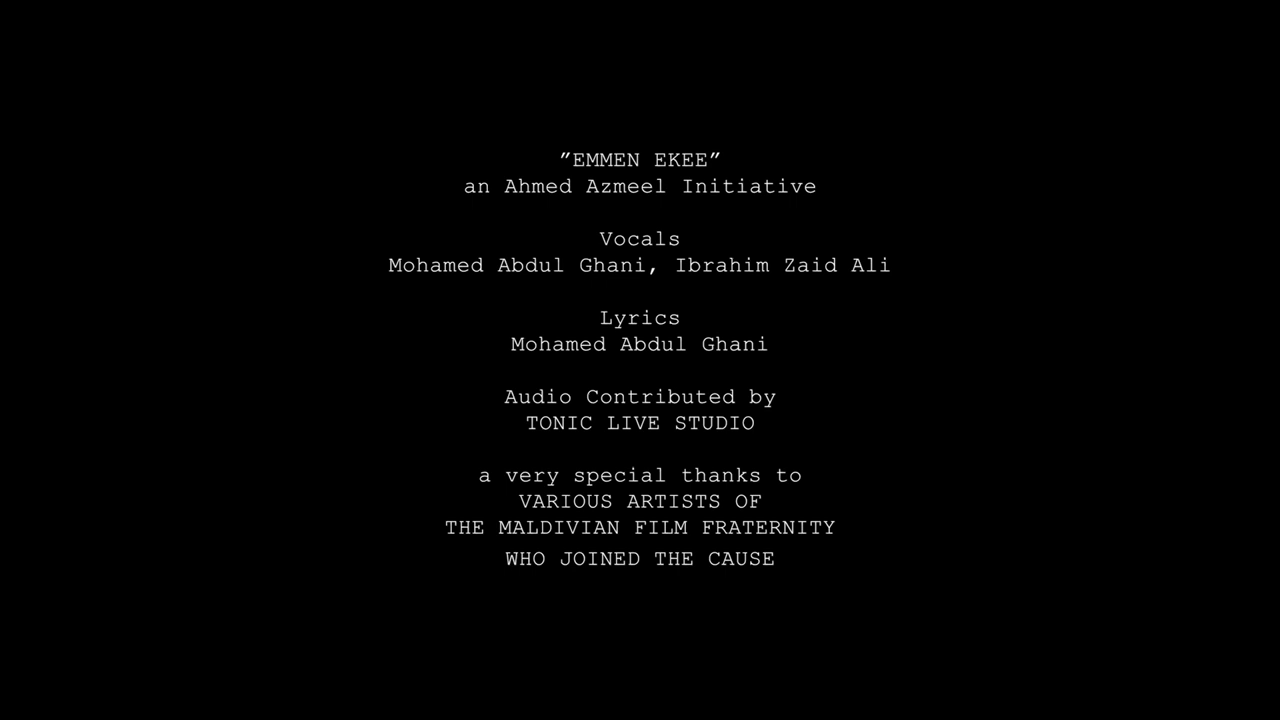 ”EMMEN EKEE”
an Ahmed Azmeel Initiative
Vocals
Mohamed Abdul Ghani, Ibrahim Zaid Ali
Lyrics
Mohamed Abdul Ghani
Audio Contributed by
TONIC LIVE STUDIO
a very special thanks to
VARIOUS ARTISTS OF
THE MALDIVIAN FILM FRATERNITY
WHO JOINED THE CAUSE